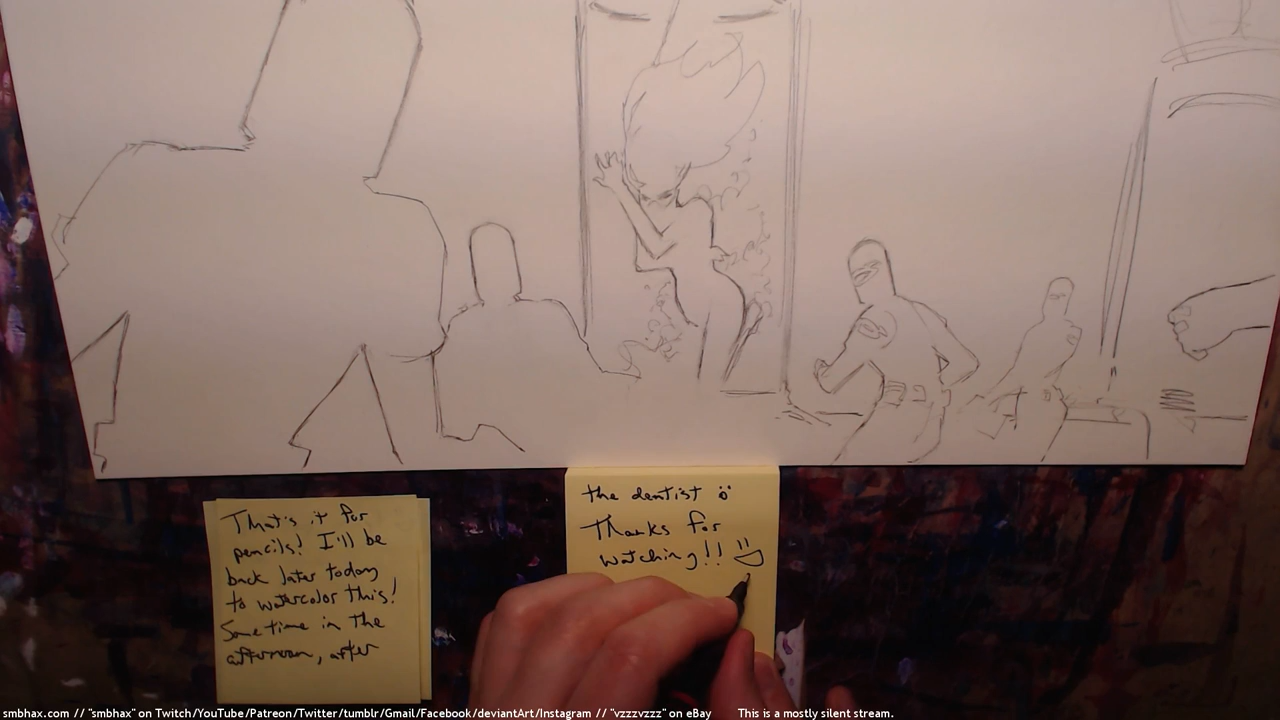 That's it for
pencils! I'll be
back later today
to watercolor this!
Some time in the
afternoon, after
the dentist
Thanks for
watching!!
smbhax.com // "smbhax" on Twitch/YouTube/Patreon/Twitter/tumblr/Gmail/Facebook/deviantArt/Instagram // "vzzzvzzz" on eBay This is a mostly silent stream.